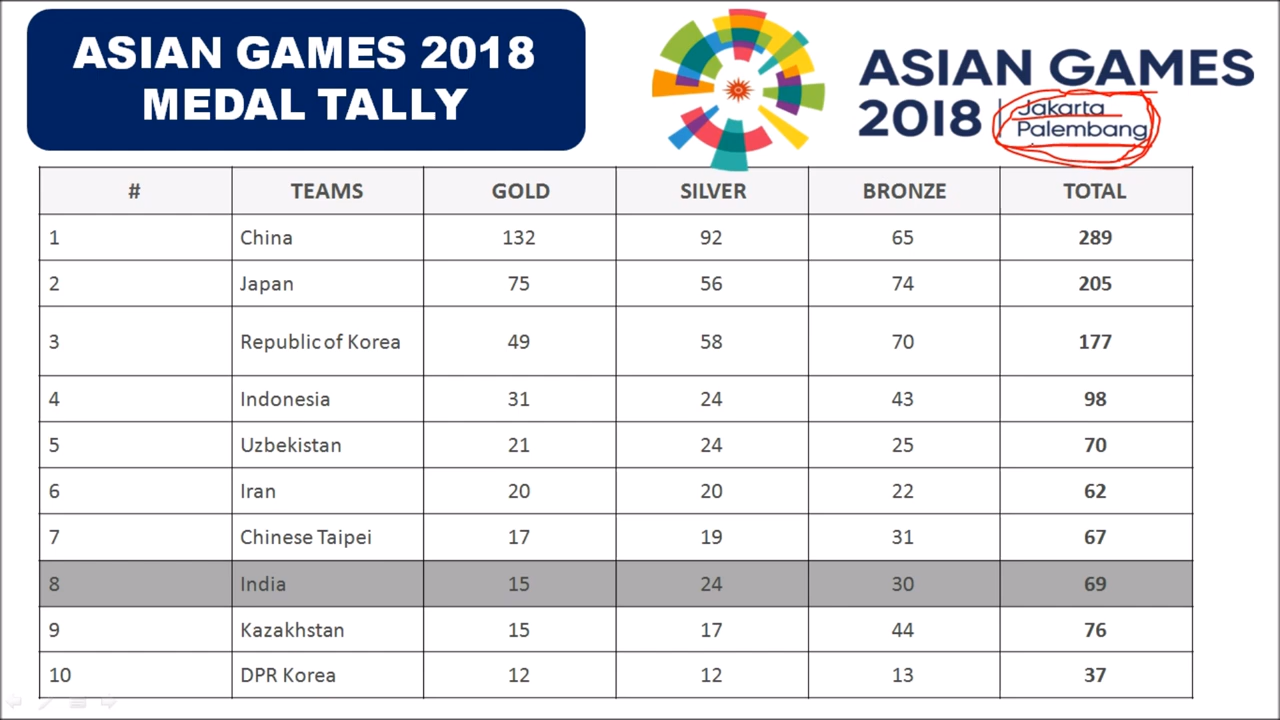 ASIAN GAMES 2018
MEDAL TALLY
ASIAN GAMES
2018 | Jakarta
Palembang
# TEAMS GOLD SILVER BRONZE TOTAL
1 China 132 92 65 289
2 Japan 75 56 74 205
3 Republic of Korea 49 58 70 177
4 Indonesia 31 24 43 98
5 Uzbekistan 21 24 25 70
6 Iran 20 20 22 62
7 Chinese Taipei 17 19 31 67
8 India 15 24 30 69
9 Kazakhstan 15 17 44 76
10 DPR Korea 12 12 13 37